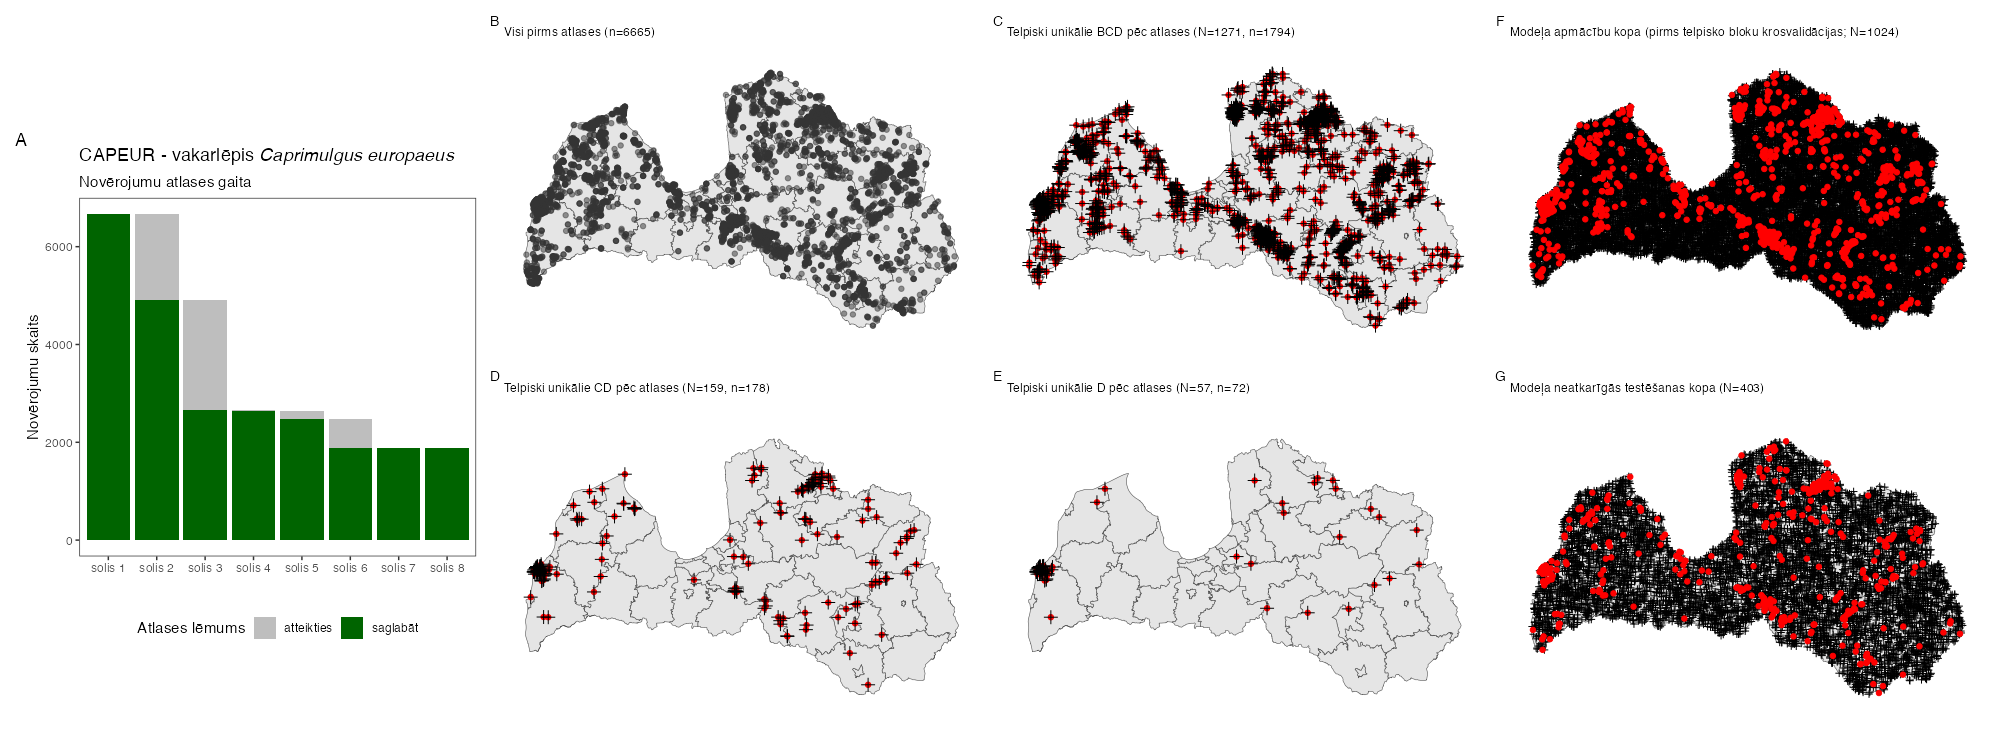 A
CAPEUR - vakarlēpis Caprimulgus europaeus
Novērojumu atlases gaita
Novērojumu skaits
6000
4000
2000
0
solis 1 solis 2 solis 3 solis 4 solis 5 solis 6 solis 7 solis 8
Atlases lēmums atteikties saglabāt
B
Visi pirms atlases (n=6665)
C
Telpiski unikālie BCD pēc atlases (N=1271, n=1794)
D
Telpiski unikālie CD pēc atlases (N=159, n=178)
E
Telpiski unikālie D pēc atlases (N=57, n=72)
F
Modeļa apmācību kopa (pirms telpisko bloku krosvalidācijas; N=1024)
G
Modeļa neatkarīgās testēšanas kopa (N=403)